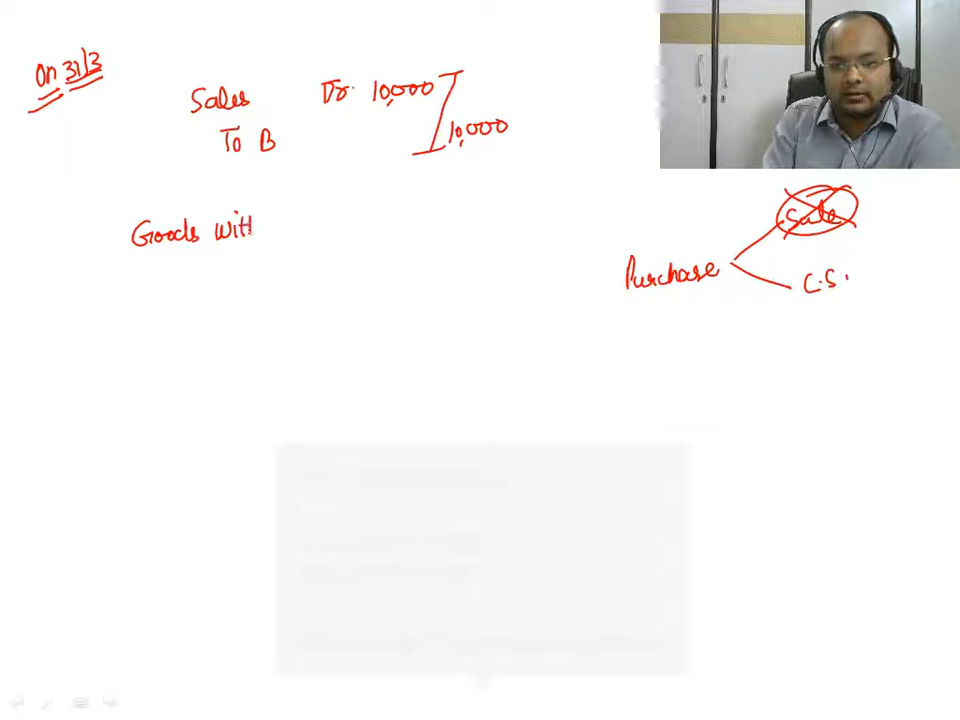 On 31/3
Sales Dr. 10,000
To B 10,000
Goods with
Sale
Purchase
C.S.